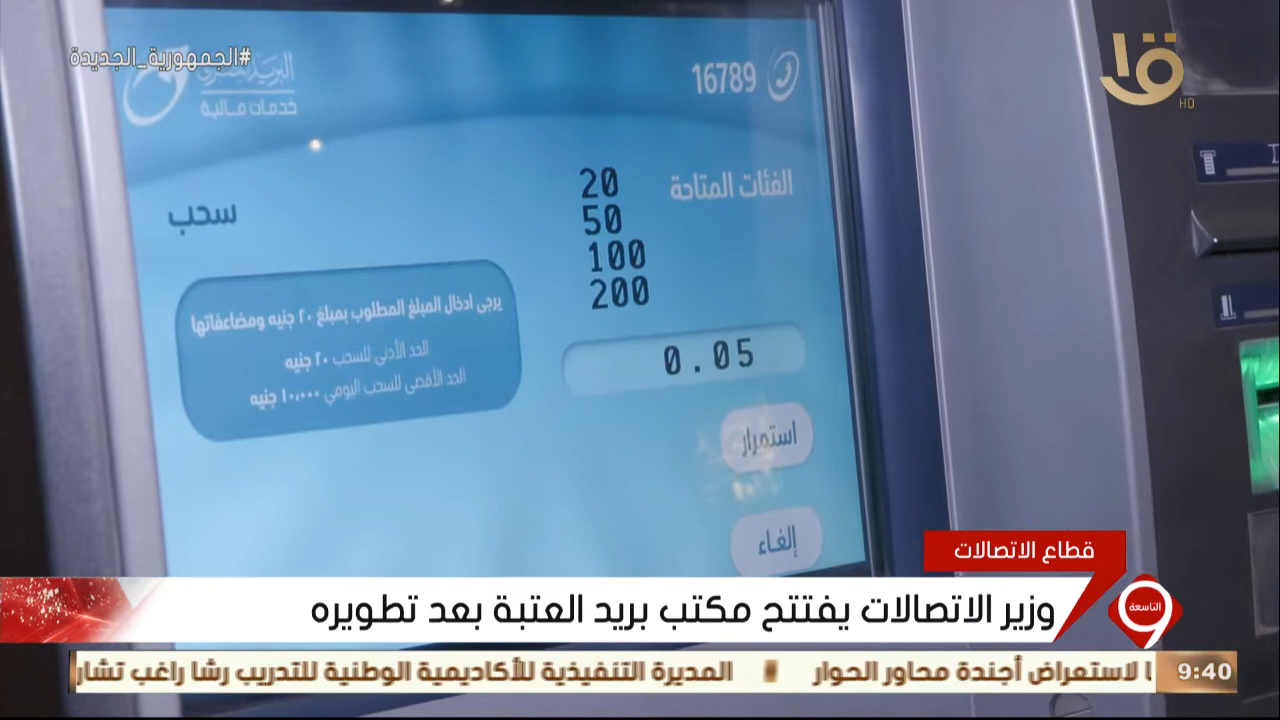 #الجمهورية_الجديدة
البريد المصري
خدمات مالية
16789
HD
الفئات المتاحة
20
50
100
200
سحب
يرجى ادخال المبلغ المطلوب بمبلغ ٢٠ جنيه ومضاعفاتها
الحد الأدنى للسحب ٢٠ جنيه
الحد الأقصى للسحب اليومي ١٠،٠٠٠ جنيه
0.05
استمرار
إلغاء
قطاع الاتصالات
التاسعة
وزير الاتصالات يفتتح مكتب بريد العتبة بعد تطويره
9:40
لاستعراض أجندة محاور الحوار
المديرة التنفيذية للأكاديمية الوطنية للتدريب رشا راغب